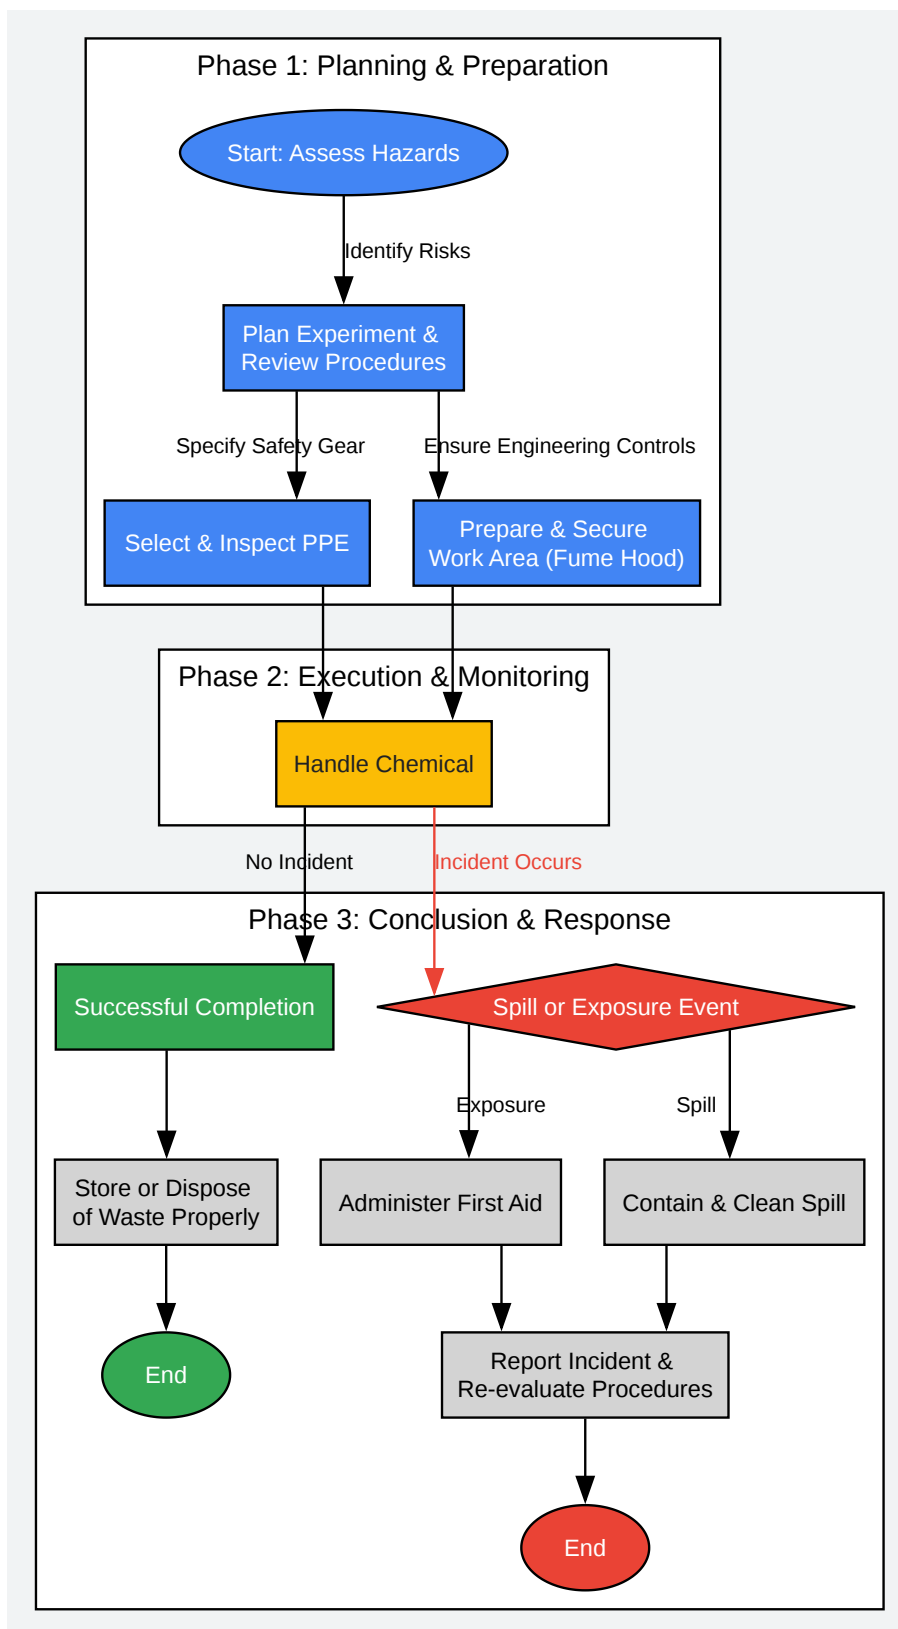 Phase 1: Planning & Preparation
Start: Assess Hazards
Identify Risks
Plan Experiment &
Review Procedures
Specify Safety Gear
Ensure Engineering Controls
Select & Inspect PPE
Prepare & Secure
Work Area (Fume Hood)
Phase 2: Execution & Monitoring
Handle Chemical
No Incident
Incident Occurs
Phase 3: Conclusion & Response
Successful Completion
Spill or Exposure Event
Exposure
Spill
Store or Dispose
of Waste Properly
Administer First Aid
Contain & Clean Spill
End
Report Incident &
Re-evaluate Procedures
End